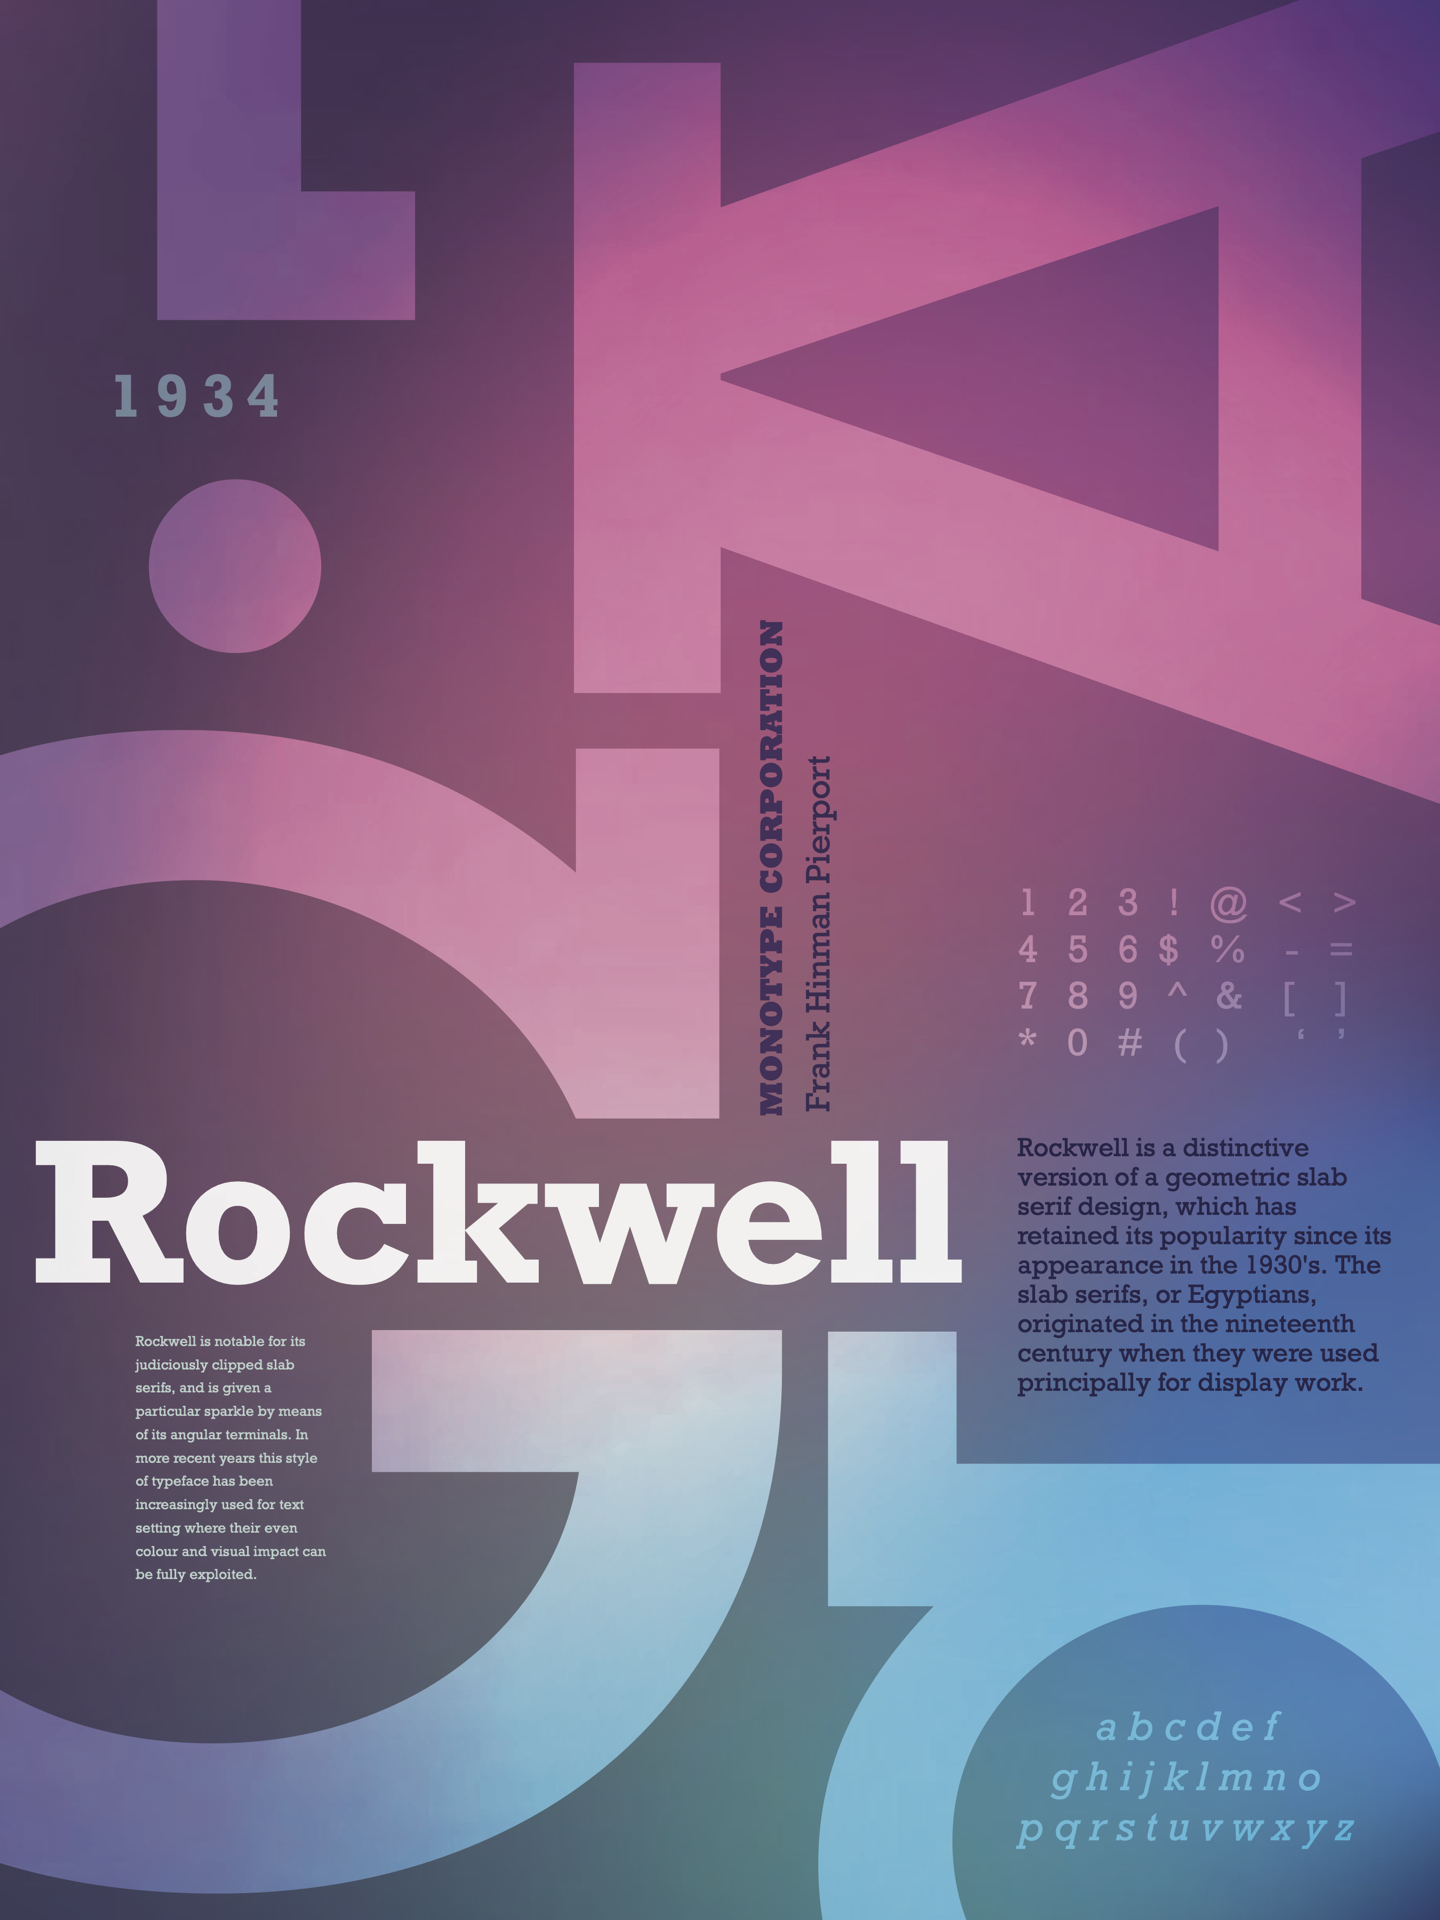 1934
MONOTYPE CORPORATION
Frank Hinman Pierport
1 2 3 ! @ < >
4 5 6 $ % - =
7 8 9 ^ & [ ]
* 0 # ( ) ‘ ’
Rockwell
Rockwell is a distinctive
version of a geometric slab
serif design, which has
retained its popularity since its
appearance in the 1930's. The
slab serifs, or Egyptians,
originated in the nineteenth
century when they were used
principally for display work.
Rockwell is notable for its
judiciously clipped slab
serifs, and is given a
particular sparkle by means
of its angular terminals. In
more recent years this style
of typeface has been
increasingly used for text
setting where their even
colour and visual impact can
be fully exploited.
a b c d e f
g h i j k l m n o
p q r s t u v w x y z